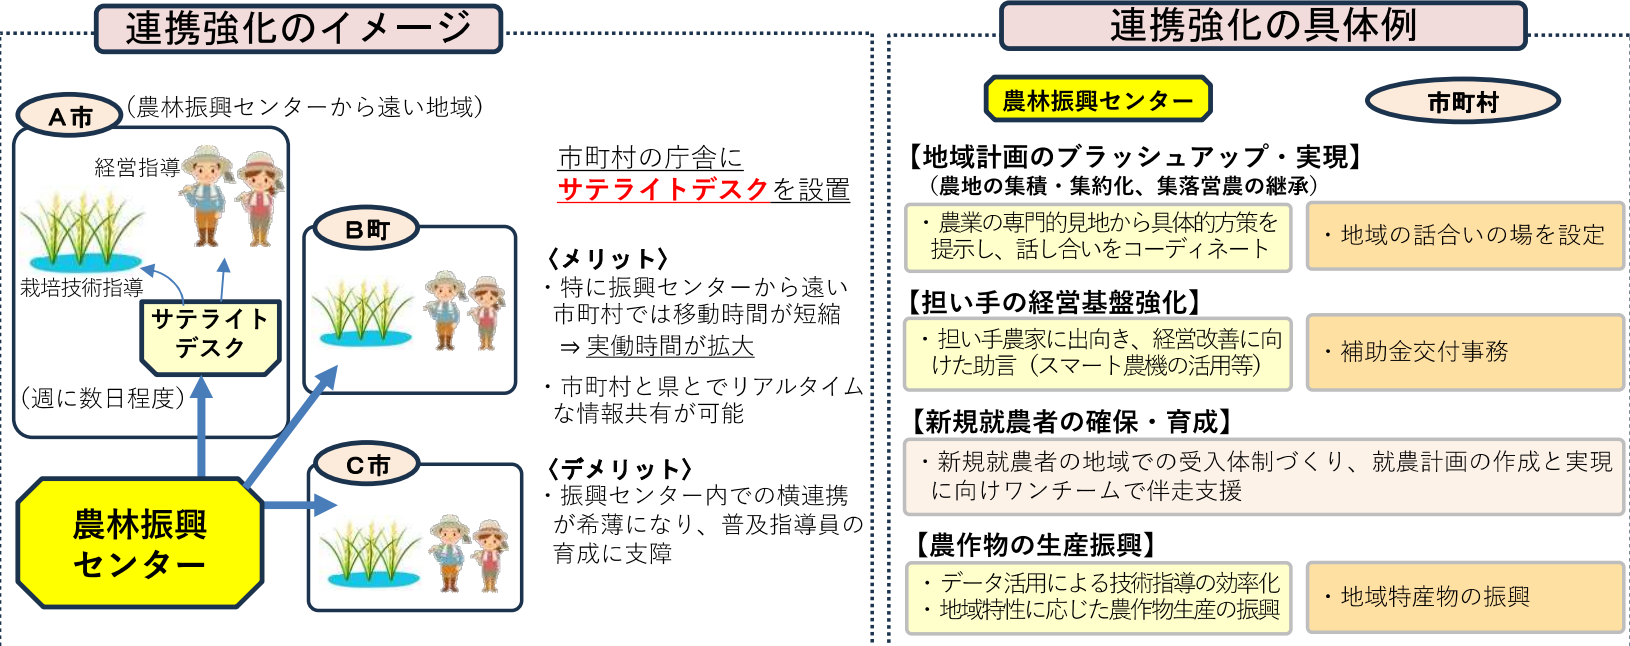 連携強化のイメージ
A市
(農林振興センターから遠い地域)
経営指導
栽培技術指導
サテライト
デスク
(週に数日程度)
農林振興
センター
B町
C市
市町村の庁舎に
サテライトデスクを設置
〈メリット〉
・特に振興センターから遠い
市町村では移動時間が短縮
⇒ 実働時間が拡大
・市町村と県とでリアルタイム
な情報共有が可能
〈デメリット〉
・振興センター内での横連携
が希薄になり、普及指導員の
育成に支障
連携強化の具体例
農林振興センター
市町村
【地域計画のブラッシュアップ・実現】
（農地の集積・集約化、集落営農の継承）
・農業の専門的見地から具体的方策を
提示し、話し合いをコーディネート
・地域の話合いの場を設定
【担い手の経営基盤強化】
・担い手農家に出向き、経営改善に向
けた助言（スマート農機の活用等）
・補助金交付事務
【新規就農者の確保・育成】
・新規就農者の地域での受入体制づくり、就農計画の作成と実現
に向けワンチームで伴走支援
【農作物の生産振興】
・データ活用による技術指導の効率化
・地域特性に応じた農作物生産の振興
・地域特産物の振興